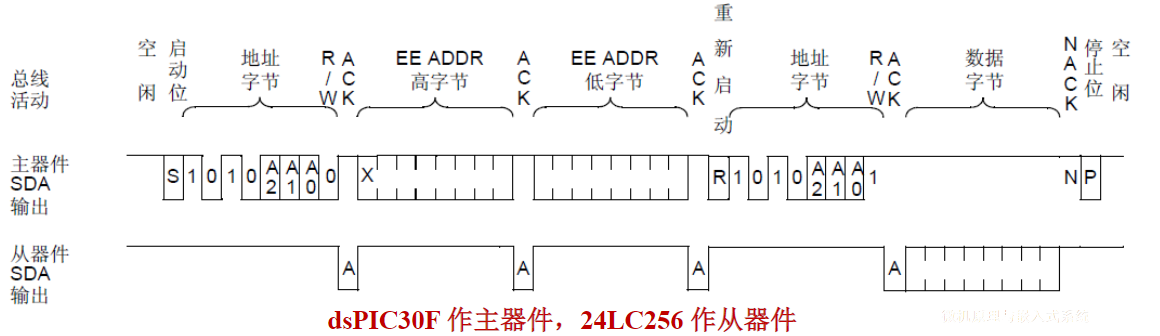 总线
活动
空闲
启动位
地址
字节
R/W
ACK
EE ADDR
高字节
ACK
EE ADDR
低字节
ACK
重新启动
地址
字节
R/W
ACK
数据
字节
NACK
停止位
空闲
主器件
SDA
输出
S 1 0 1 0 A2 A1 A0 0 X R 1 0 1 0 A2 A1 A0 1 N P
从器件
SDA
输出
A A A A
dsPIC30F 作主器件，24LC256 作从器件